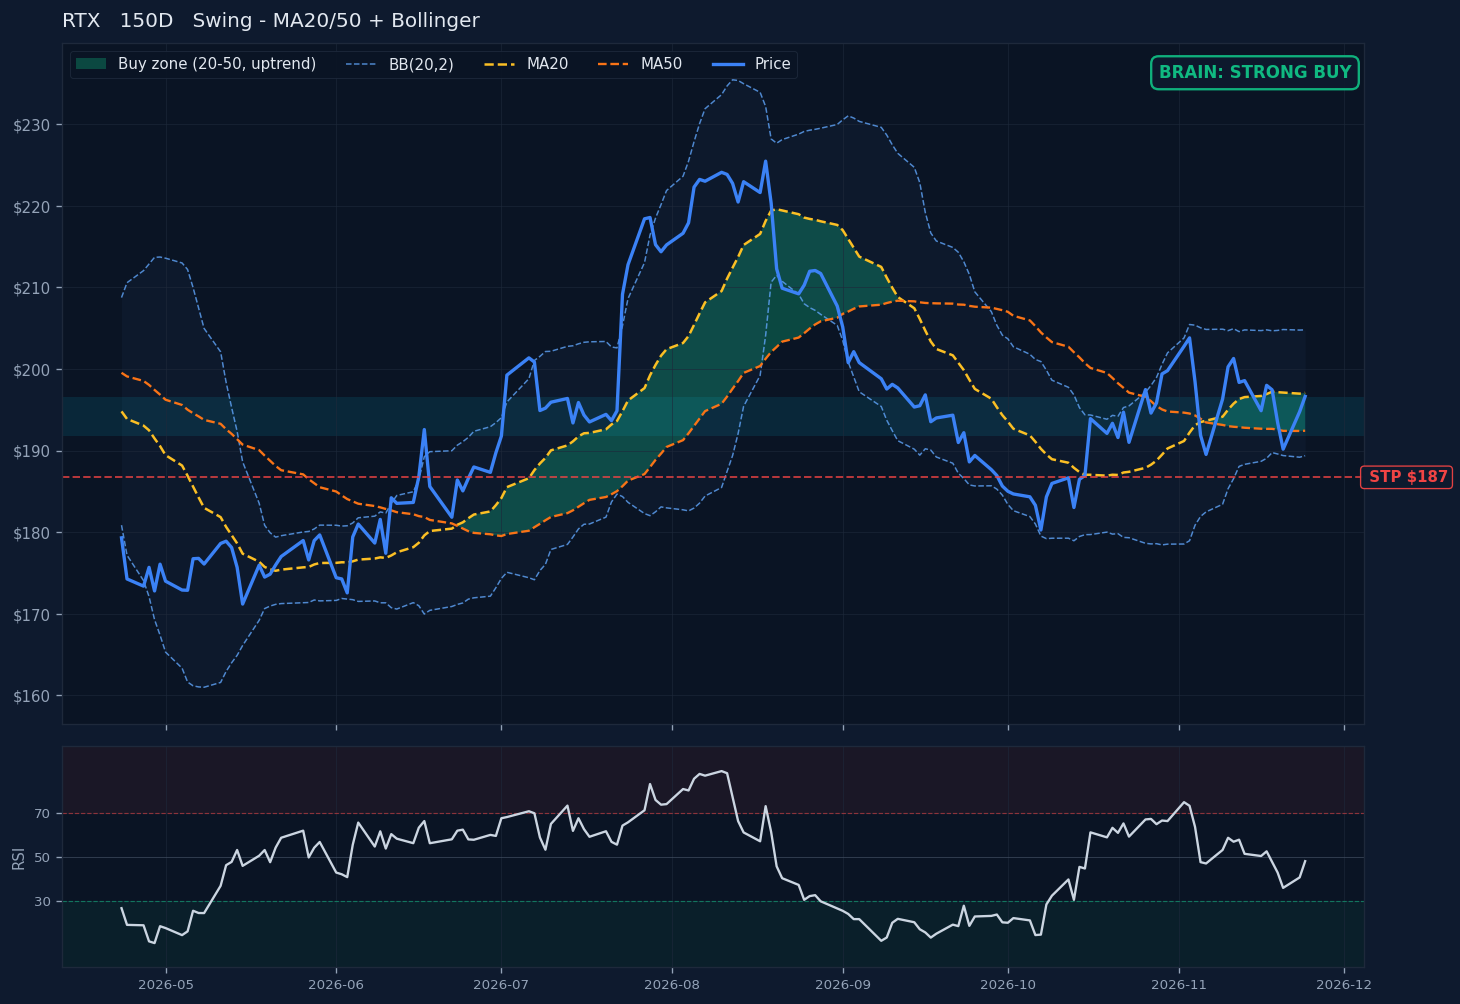 RTX   150D   Swing - MA20/50 + Bollinger
Buy zone (20-50, uptrend)   BB(20,2)   MA20   MA50   Price
BRAIN: STRONG BUY
$230
$220
$210
$200
$190
$180
$170
$160
STP $187
70
50
30
RSI
2026-05   2026-06   2026-07   2026-08   2026-09   2026-10   2026-11   2026-12